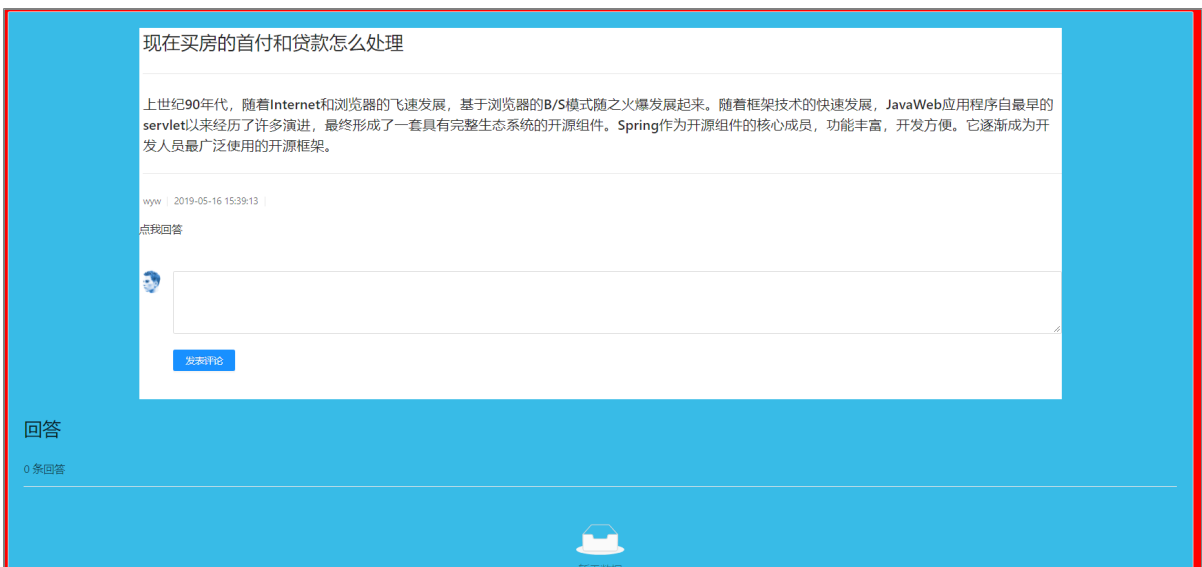 现在买房的首付和贷款怎么处理
上世纪90年代，随着Internet和浏览器的飞速发展，基于浏览器的B/S模式随之火爆发展起来。随着框架技术的快速发展，JavaWeb应用程序自最早的
servlet以来经历了许多演进，最终形成了一套具有完整生态系统的开源组件。Spring作为开源组件的核心成员，功能丰富，开发方便。它逐渐成为开
发人员最广泛使用的开源框架。
wyw | 2019-05-16 15:39:13 |
点我回答
发表评论
回答
0 条回答